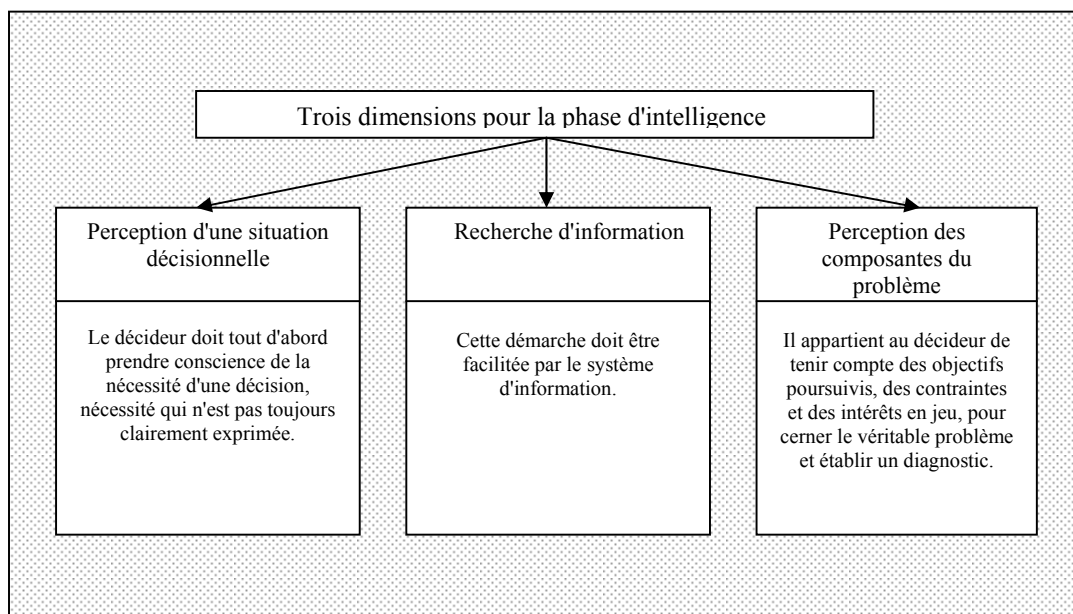 Trois dimensions pour la phase d'intelligence
Perception d'une situation
décisionnelle
Le décideur doit tout d'abord
prendre conscience de la
nécessité d'une décision,
nécessité qui n'est pas toujours
clairement exprimée.
Recherche d'information
Cette démarche doit être
facilitée par le système
d'information.
Perception des
composantes du
problème
Il appartient au décideur de
tenir compte des objectifs
poursuivis, des contraintes
et des intérêts en jeu, pour
cerner le véritable problème
et établir un diagnostic.